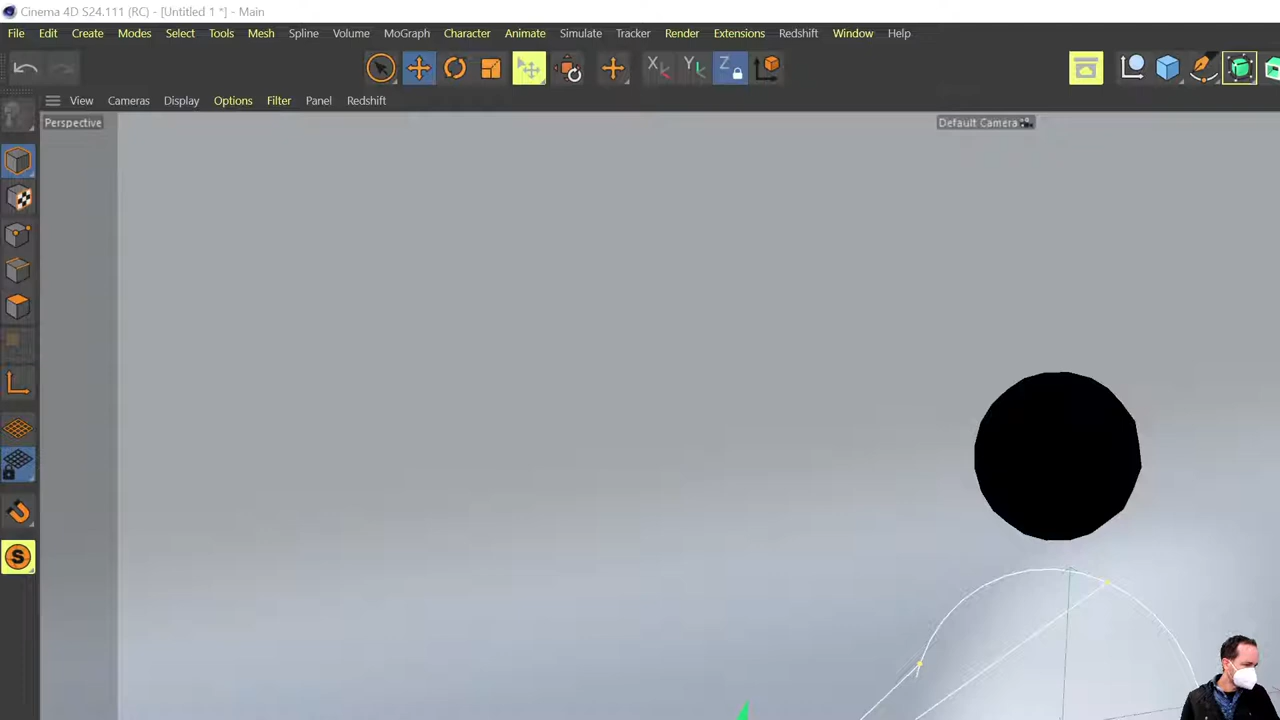 Cinema 4D S24.111 (RC) - [Untitled 1 *] - Main
File Edit Create Modes Select Tools Mesh Spline Volume MoGraph Character Animate Simulate Tracker Render Extensions Redshift Window Help
X Y Z
View Cameras Display Options Filter Panel Redshift
Perspective Default Camera
S